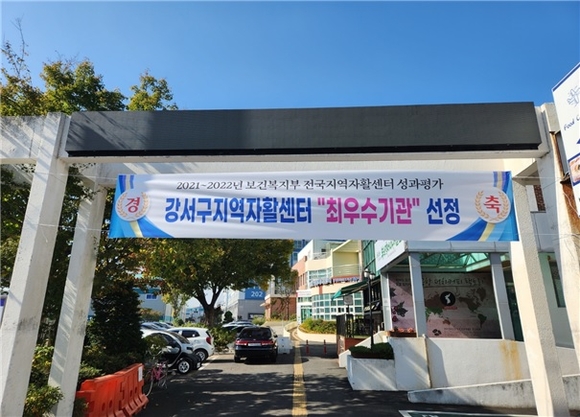 2021~2022년 보건복지부 전국지역자활센터 성과평가
경
강서구지역자활센터 "최우수기관" 선정
축
202